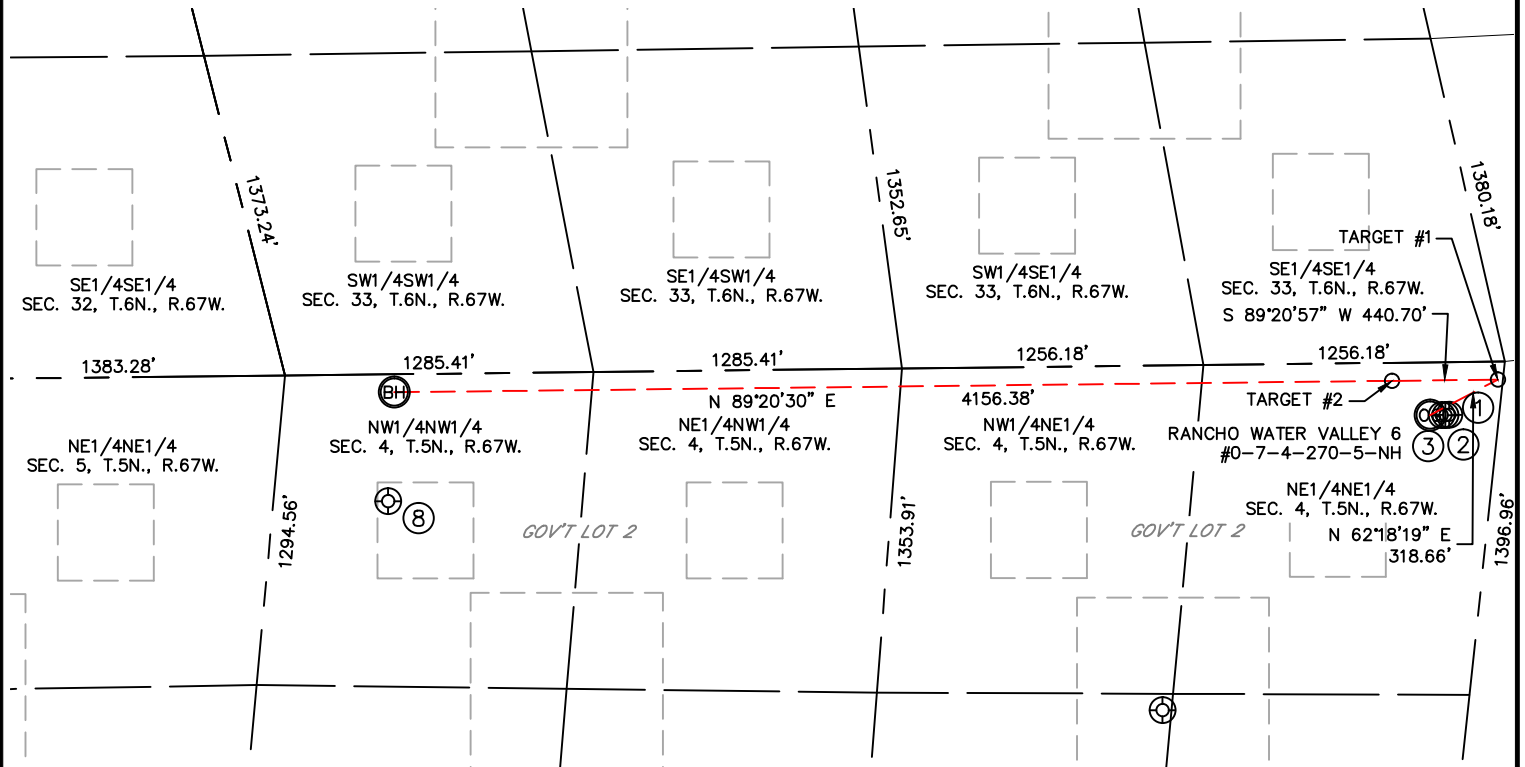 1373.24'
1352.65'
1380.18'
TARGET #1
SE1/4SE1/4
SEC. 32, T.6N., R.67W.
SW1/4SW1/4
SEC. 33, T.6N., R.67W.
SE1/4SW1/4
SEC. 33, T.6N., R.67W.
SW1/4SE1/4
SEC. 33, T.6N., R.67W.
SE1/4SE1/4
SEC. 33, T.6N., R.67W.
S 89°20'57" W 440.70'
1383.28'
1285.41'
1285.41'
1256.18'
1256.18'
BH
N 89°20'30" E
4156.38'
TARGET #2
1
RANCHO WATER VALLEY 6
#0-7-4-270-5-NH
3
2
NE1/4NE1/4
SEC. 5, T.5N., R.67W.
NW1/4NW1/4
SEC. 4, T.5N., R.67W.
NE1/4NW1/4
SEC. 4, T.5N., R.67W.
NW1/4NE1/4
SEC. 4, T.5N., R.67W.
NE1/4NE1/4
SEC. 4, T.5N., R.67W.
N 62°18'19" E
318.66'
8
GOV'T LOT 2
GOV'T LOT 2
1294.56'
1353.91'
1396.96'